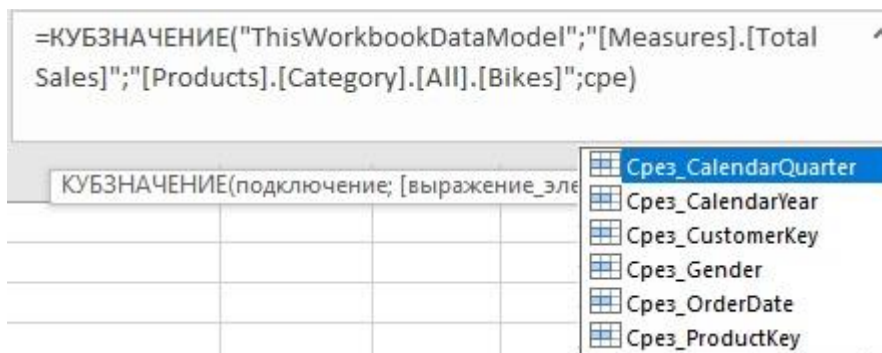 =КУБЗНАЧЕНИЕ("ThisWorkbookDataModel";"[Measures].[Total
Sales]";"[Products].[Category].[All].[Bikes]";сре)
КУБЗНАЧЕНИЕ(подключение; [выражение_эле
Срез_CalendarQuarter
Срез_CalendarYear
Срез_CustomerKey
Срез_Gender
Срез_OrderDate
Срез_ProductKey